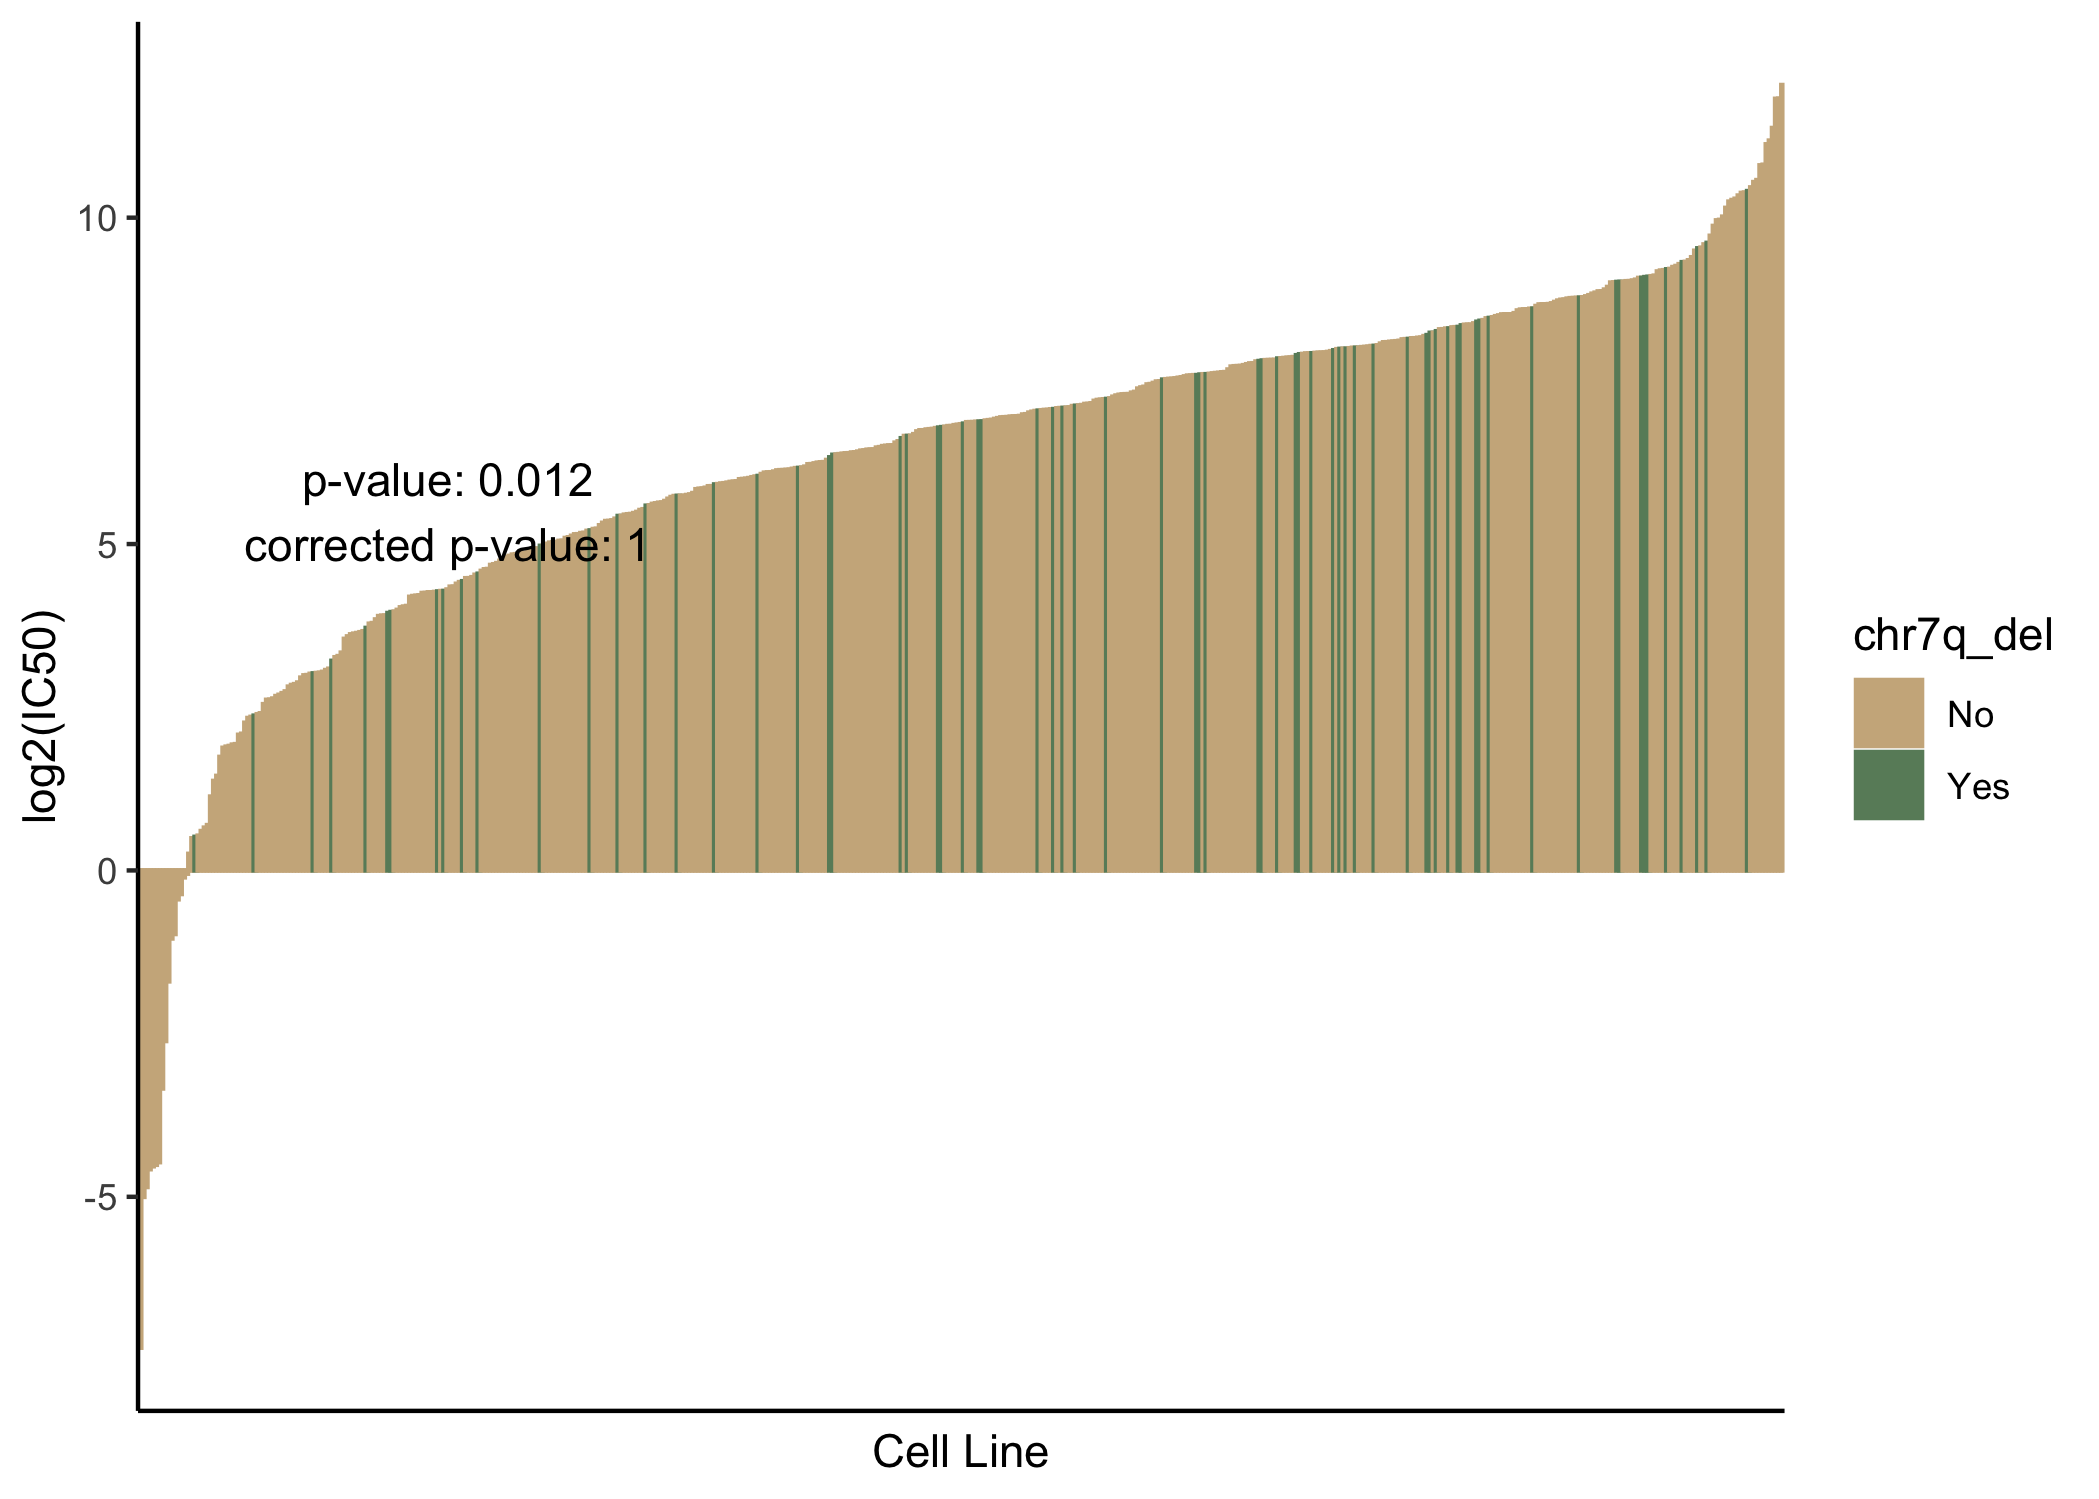 10
5
0
-5
log2(IC50)
p-value: 0.012
corrected p-value: 1
Cell Line
chr7q_del
No
Yes